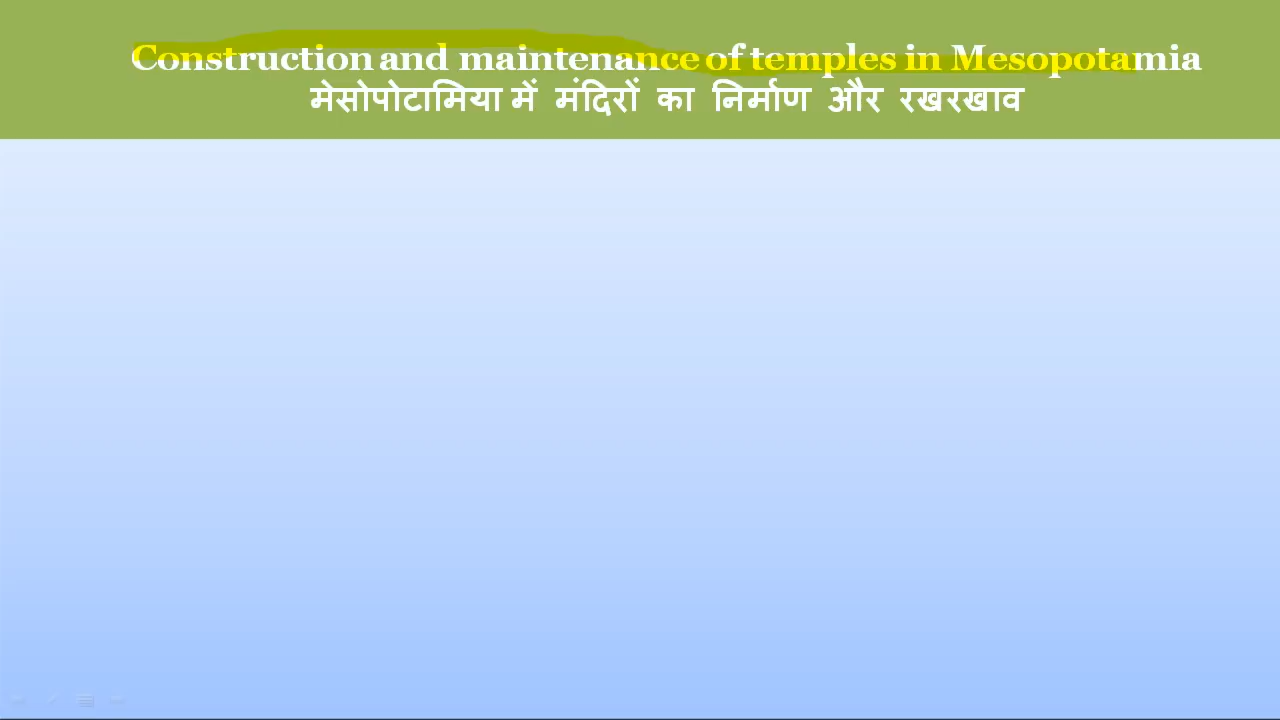 Construction and maintenance of temples in Mesopotamia
मेसोपोटामिया में मंदिरों का निर्माण और रखरखाव